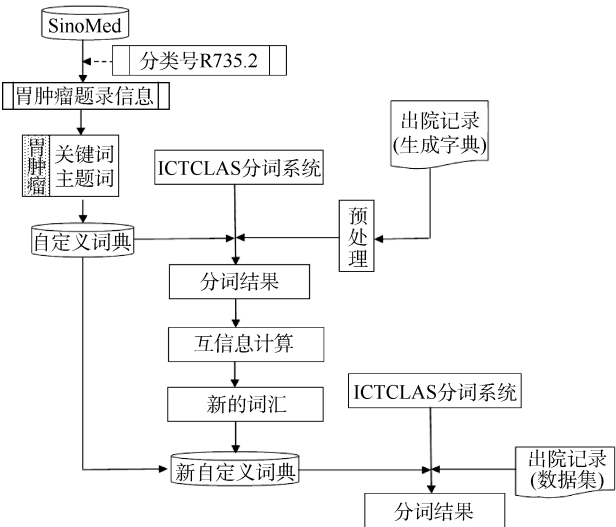 SinoMed
分类号R735.2
胃肿瘤题录信息
胃肿瘤
关键词
主题词
自定义词典
ICTCLAS分词系统
出院记录
(生成字典)
预处理
分词结果
互信息计算
新的词汇
新自定义词典
ICTCLAS分词系统
出院记录
(数据集)
分词结果